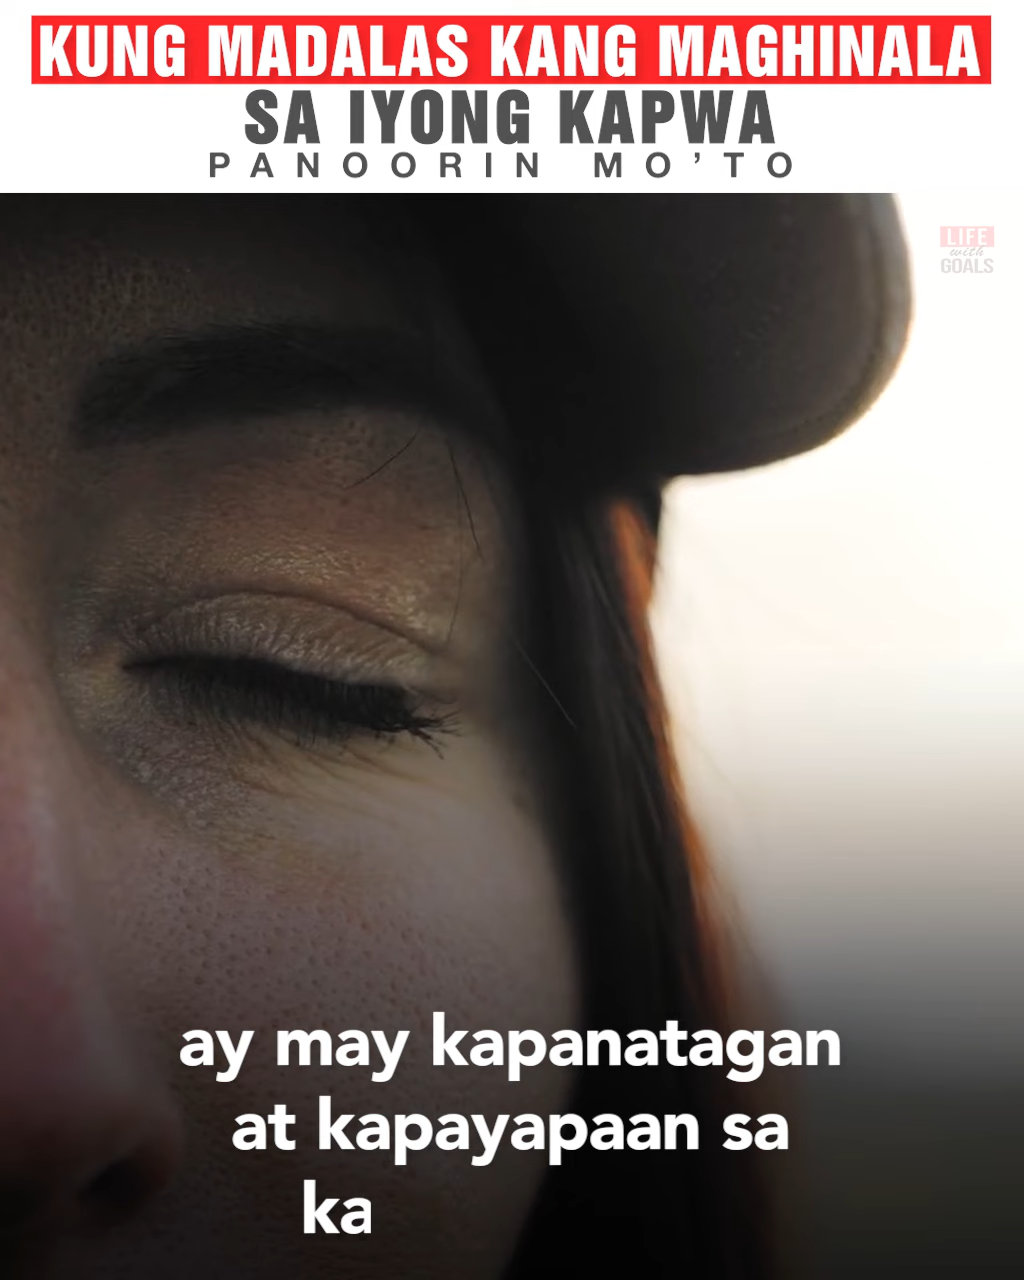 KUNG MADALAS KANG MAGHINALA
SA IYONG KAPWA
PANOORIN MO'TO
LIFE
with
GOALS
ay may kapanatagan
at kapayapaan sa
ka